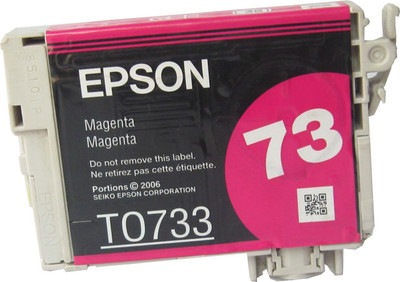 EPSON
Magenta
Magenta
Do not remove this label.
Ne retirez pas cette étiquette.
Portions © 2006
SEIKO EPSON CORPORATION
T0733
73